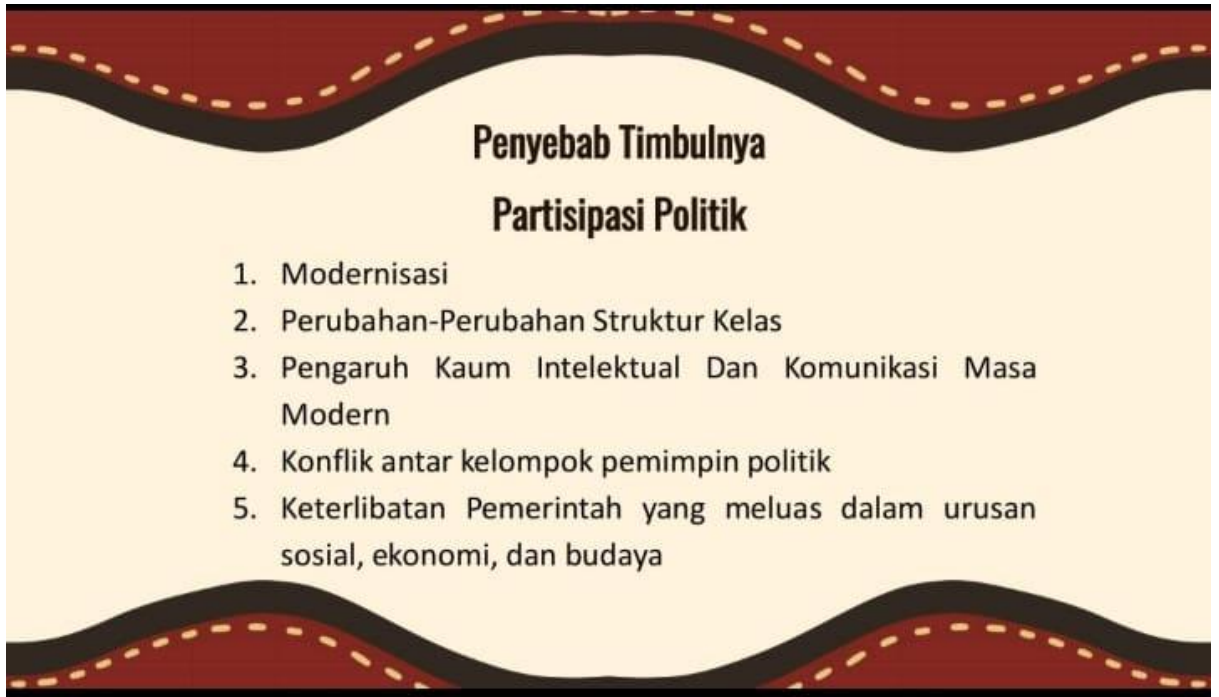 Penyebab Timbulnya
Partisipasi Politik
1. Modernisasi
2. Perubahan-Perubahan Struktur Kelas
3. Pengaruh Kaum Intelektual Dan Komunikasi Masa
Modern
4. Konflik antar kelompok pemimpin politik
5. Keterlibatan Pemerintah yang meluas dalam urusan
sosial, ekonomi, dan budaya